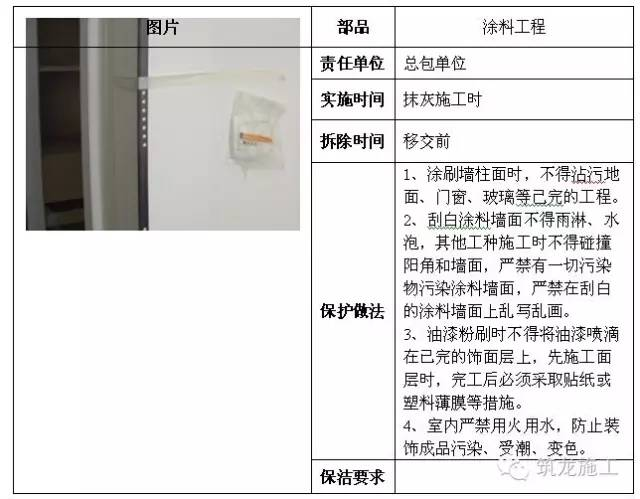 图片
部品
涂料工程
责任单位
总包单位
实施时间
抹灰施工时
拆除时间
移交前
保护做法
1、涂刷墙柱面时，不得沾污地
面、门窗、玻璃等已完的工程。
2、刮白涂料墙面不得雨淋、水
泡，其他工种施工时不得碰撞
阳角和墙面，严禁有一切污染
物污染涂料墙面，严禁在刮白
的涂料墙面上乱写乱画。
3、油漆粉刷时不得将油漆喷滴
在已完的饰面层上，先施工面
层时，完工后必须采取贴纸或
塑料薄膜等措施。
4、室内严禁用火用水，防止装
饰成品污染、受潮、变色。
保洁要求
筑龙施工